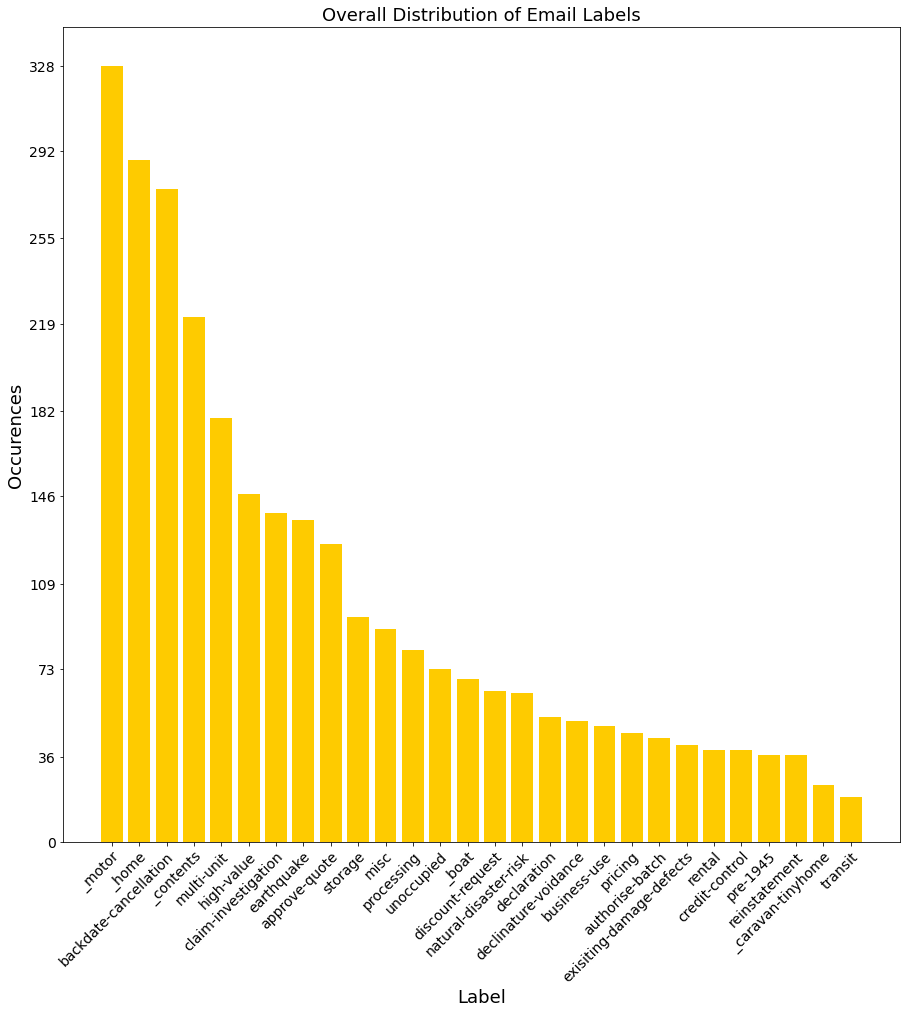 Overall Distribution of Email Labels
328
292
255
219
182
146
109
73
36
0
Occurences
_motor
_home
backdate-cancellation
_contents
multi-unit
high-value
claim-investigation
earthquake
approve-quote
storage
misc
processing
unoccupied
_boat
discount-request
natural-disaster-risk
declaration
declinature-voidance
business-use
pricing
authorise-batch
exisiting-damage-defects
rental
credit-control
pre-1945
reinstatement
_caravan-tinyhome
transit
Label